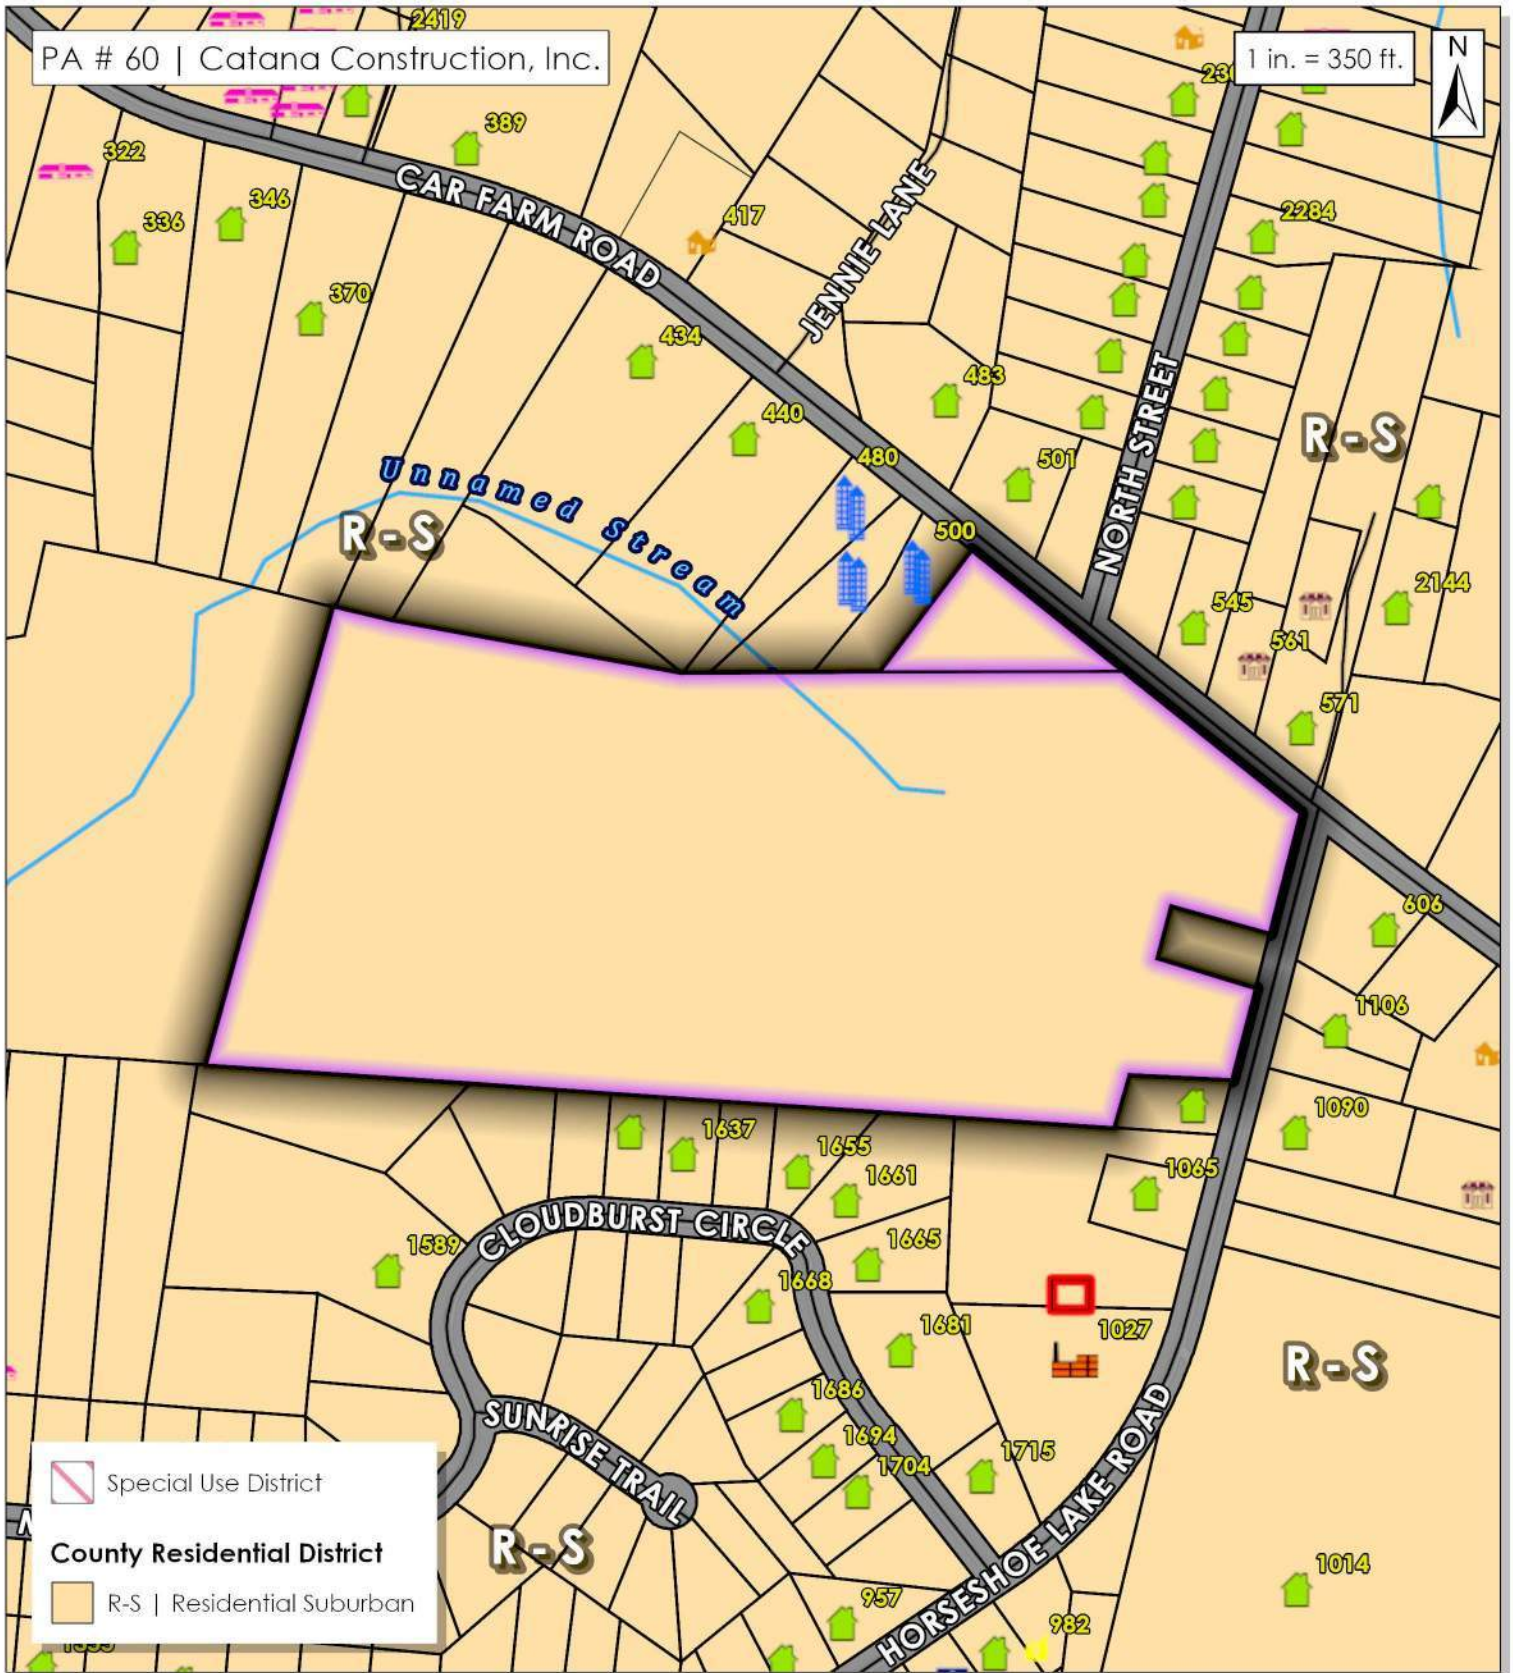 2419
PA # 60 | Catana Construction, Inc.
1 in. = 350 ft.
N
389
322
346
336
CAR FARM ROAD
417
JENNIE LANE
2284
370
434
483
440
NORTH STREET
R-S
480
501
Unnamed Stream
R-S
500
545
2144
561
571
606
1106
1090
1637
1655
1661
1065
1589
CLOUDBURST CIRCLE
1665
1668
1681
1027
R-S
1686
SUNRISE TRAIL
1694
1715
1704
HORSESHOE LAKE ROAD
R-S
Special Use District
County Residential District
R-S | Residential Suburban
1014
957
982